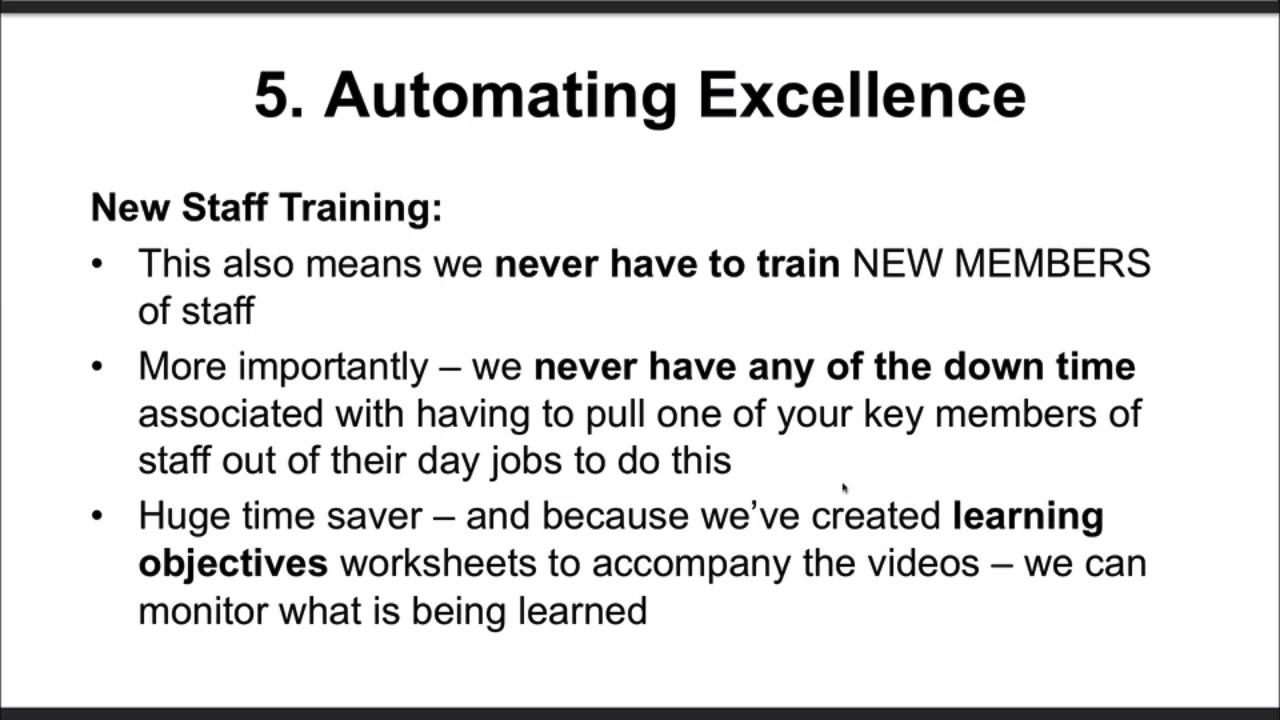 5. Automating Excellence
New Staff Training:
• This also means we never have to train NEW MEMBERS
of staff
• More importantly – we never have any of the down time
associated with having to pull one of your key members of
staff out of their day jobs to do this
• Huge time saver – and because we’ve created learning
objectives worksheets to accompany the videos – we can
monitor what is being learned